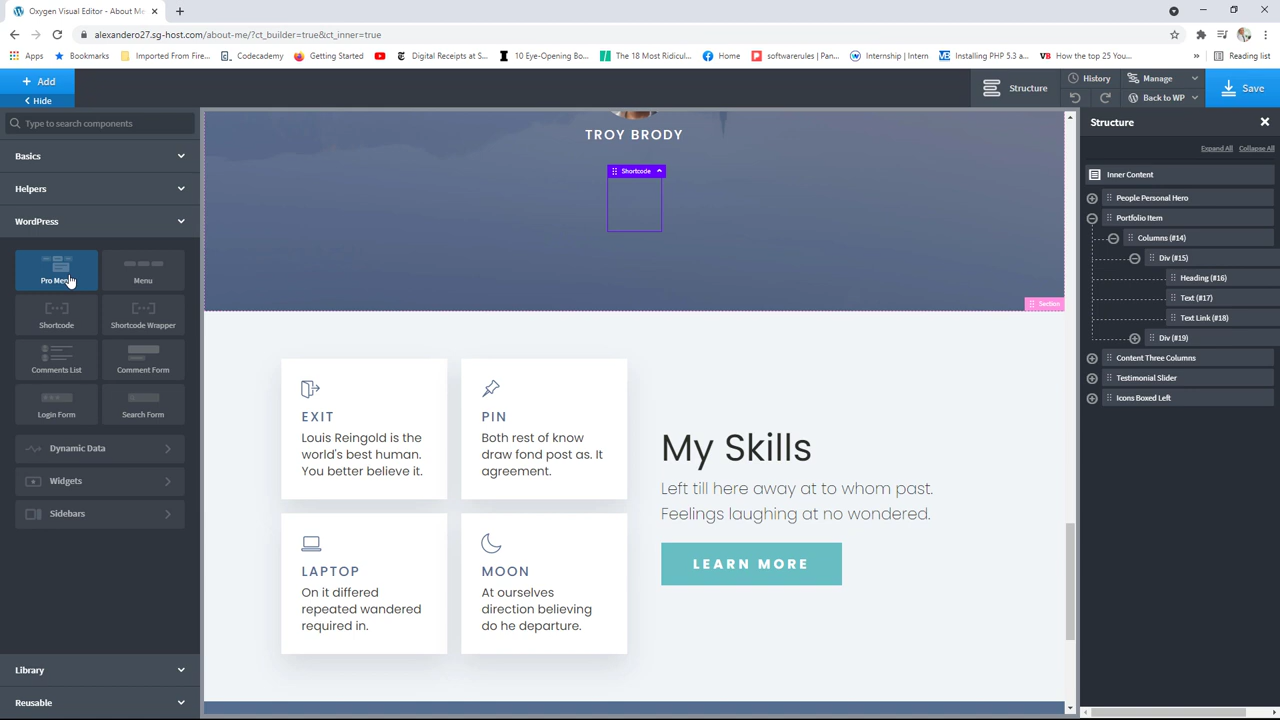 Oxygen Visual Editor - About Me
alexandero27.sg-host.com/about-me/?ct_builder=true&ct_inner=true
Apps
Bookmarks
Imported From Fire...
Codecademy
Getting Started
Digital Receipts at S...
10 Eye-Opening Bo...
The 18 Most Ridicul...
Home
softwarerules | Pan...
Internship | Intern
Installing PHP 5.3 a...
How the top 25 You...
Reading list
+ Add
Hide
Structure
History
Manage
Back to WP
Save
Type to search components
Basics
Helpers
WordPress
Pro Menu
Menu
Shortcode
Shortcode Wrapper
Comments List
Comment Form
Login Form
Search Form
Dynamic Data
Widgets
Sidebars
Library
Reusable
TROY BRODY
Shortcode
Section
EXIT
Louis Reingold is the
world's best human.
You better believe it.
PIN
Both rest of know
draw fond post as. It
agreement.
LAPTOP
On it differed
repeated wandered
required in.
MOON
At ourselves
direction believing
do he departure.
My Skills
Left till here away at to whom past.
Feelings laughing at no wondered.
LEARN MORE
Structure
Expand All
Collapse All
Inner Content
People Personal Hero
Portfolio Item
Columns (#14)
Div (#15)
Heading (#16)
Text (#17)
Text Link (#18)
Div (#19)
Content Three Columns
Testimonial Slider
Icons Boxed Left